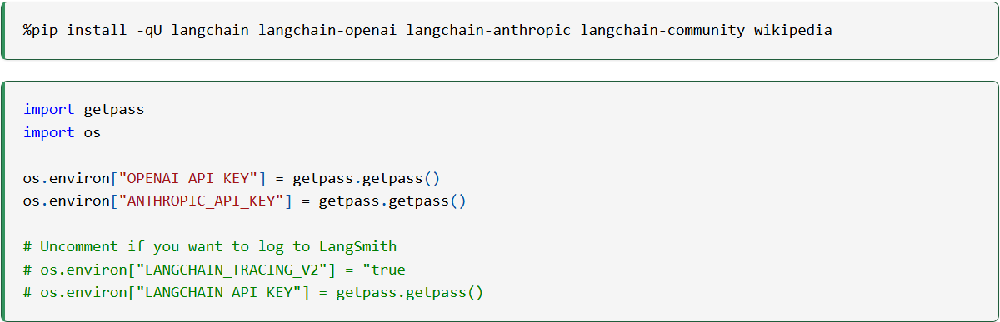 %pip install -qU langchain langchain-openai langchain-anthropic langchain-community wikipedia
import getpass
import os
os.environ["OPENAI_API_KEY"] = getpass.getpass()
os.environ["ANTHROPIC_API_KEY"] = getpass.getpass()
# Uncomment if you want to log to LangSmith
# os.environ["LANGCHAIN_TRACING_V2"] = "true
# os.environ["LANGCHAIN_API_KEY"] = getpass.getpass()